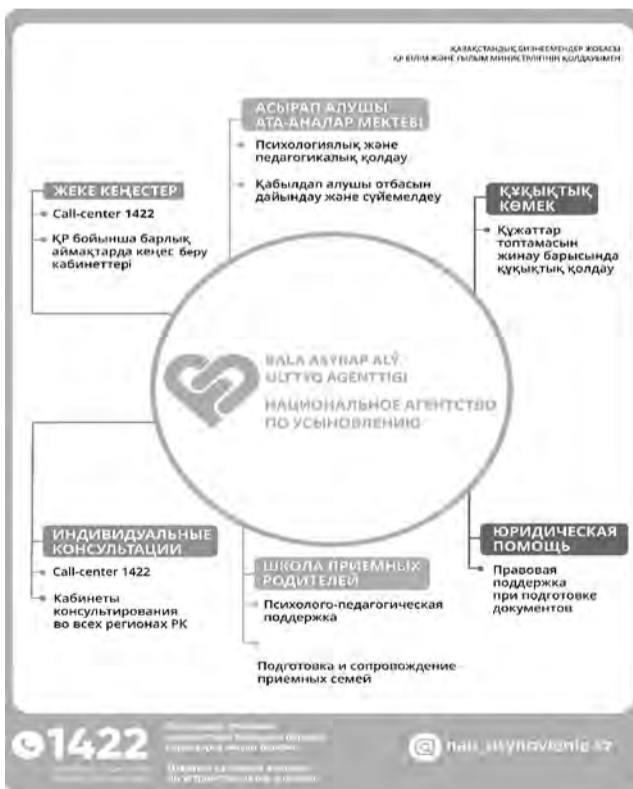 ҚАЗАҚСТАНДЫҚ БИЗНЕСМЕНДЕР ЖОБАСЫ
ҚР БІЛІМ ЖӘНЕ ҒЫЛЫМ МИНИСТРЛІГІНІҢ ҚОЛДАУЫМЕН
АСЫРАП АЛУШЫ
АТА-АНАЛАР МЕКТЕБІ
Психологиялық және
педагогикалық қолдау
Қабылдап алушы отбасын
дайындау және сүйемелдеу
ЖЕКЕ КЕҢЕСТЕР
Call-center 1422
ҚР бойынша барлық
аймақтарда кеңес беру
кабинеттері
ҚҰҚЫҚТЫҚ
КӨМЕК
Құжаттар
топтамасын
жинау барысында
құқықтық қолдау
BALA ASYRAP ALÝ
ULTTYQ AGENTTIGI
НАЦИОНАЛЬНОЕ АГЕНТСТВО
ПО УСЫНОВЛЕНИЮ
ИНДИВИДУАЛЬНЫЕ
КОНСУЛЬТАЦИИ
Call-center 1422
Кабинеты
консультирования
во всех регионах РК
ШКОЛА ПРИЕМНЫХ
РОДИТЕЛЕЙ
Психолого-педагогическая
поддержка
Подготовка и сопровождение
приемных семей
ЮРИДИЧЕСКАЯ
ПОМОЩЬ
Правовая
поддержка
при подготовке
документов
1422